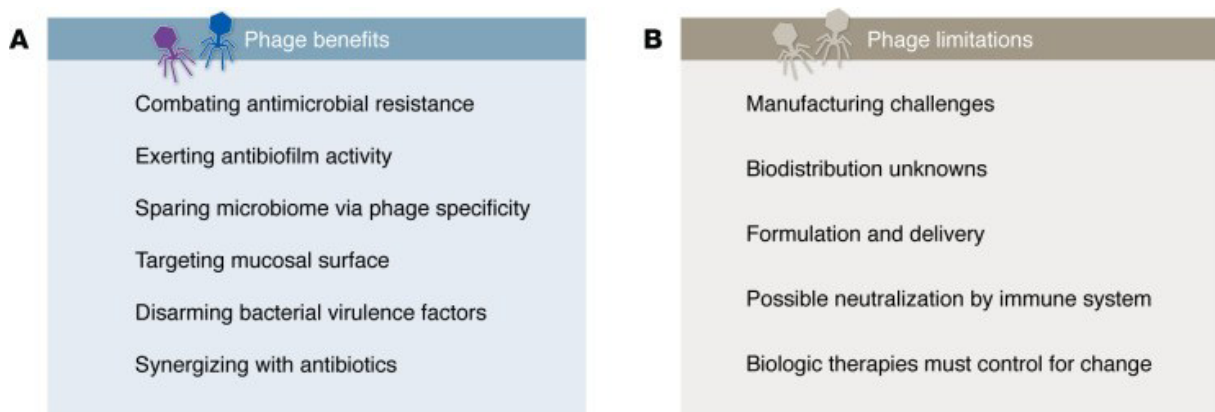 A
Phage benefits
Combating antimicrobial resistance
Exerting antibiofilm activity
Sparing microbiome via phage specificity
Targeting mucosal surface
Disarming bacterial virulence factors
Synergizing with antibiotics
B
Phage limitations
Manufacturing challenges
Biodistribution unknowns
Formulation and delivery
Possible neutralization by immune system
Biologic therapies must control for change